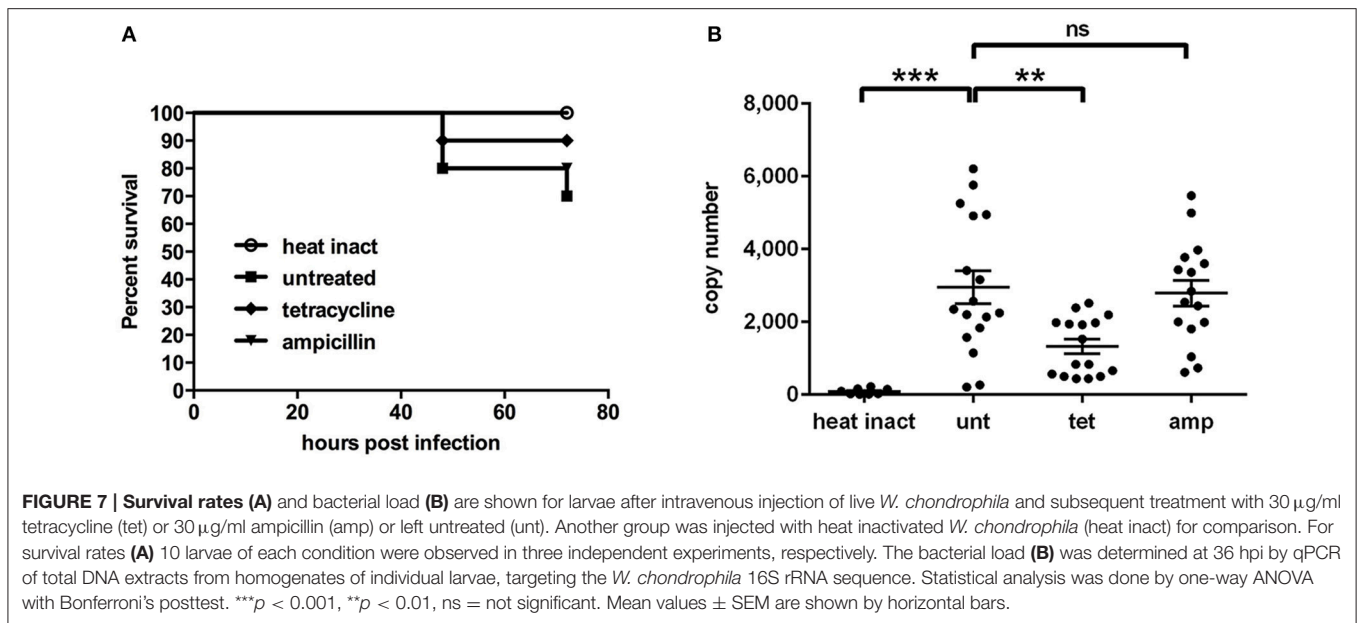 A
B
ns
***
**
100
90
80
70
60
50
40
30
20
10
0
Percent survival
heat inact
untreated
tetracycline
ampicillin
0 20 40 60 80
hours post infection
8,000
6,000
4,000
2,000
0
copy number
heat inact unt tet amp
FIGURE 7 | Survival rates (A) and bacterial load (B) are shown for larvae after intravenous injection of live W. chondrophila and subsequent treatment with 30 μg/ml
tetracycline (tet) or 30 μg/ml ampicillin (amp) or left untreated (unt). Another group was injected with heat inactivated W. chondrophila (heat inact) for comparison. For
survival rates (A) 10 larvae of each condition were observed in three independent experiments, respectively. The bacterial load (B) was determined at 36 hpi by qPCR
of total DNA extracts from homogenates of individual larvae, targeting the W. chondrophila 16S rRNA sequence. Statistical analysis was done by one-way ANOVA
with Bonferroni's posttest. ***p < 0.001, **p < 0.01, ns = not significant. Mean values ± SEM are shown by horizontal bars.